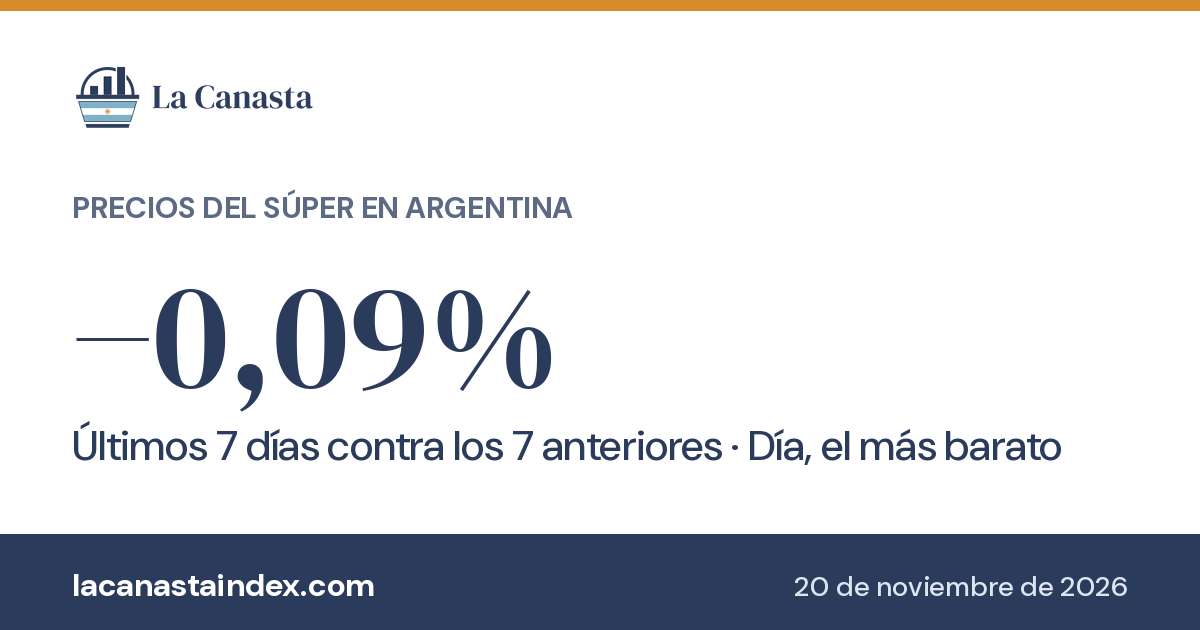 La Canasta
PRECIOS DEL SÚPER EN ARGENTINA
—0,09%
Últimos 7 días contra los 7 anteriores · Día, el más barato
lacanastaindex.com
20 de noviembre de 2026